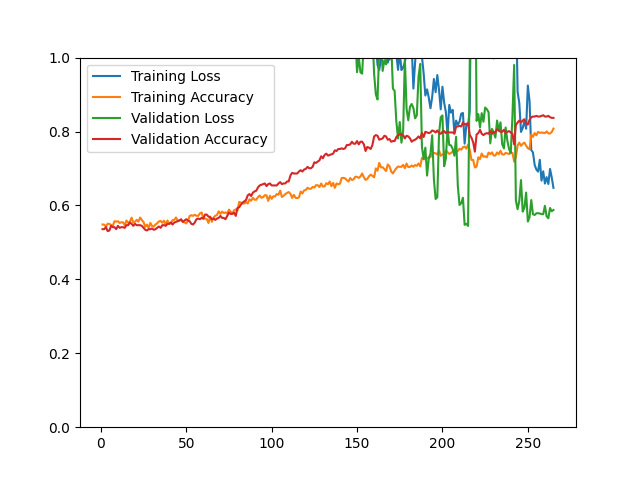 1.0
0.8
0.6
0.4
0.2
0.0
Training Loss
Training Accuracy
Validation Loss
Validation Accuracy
0 50 100 150 200 250